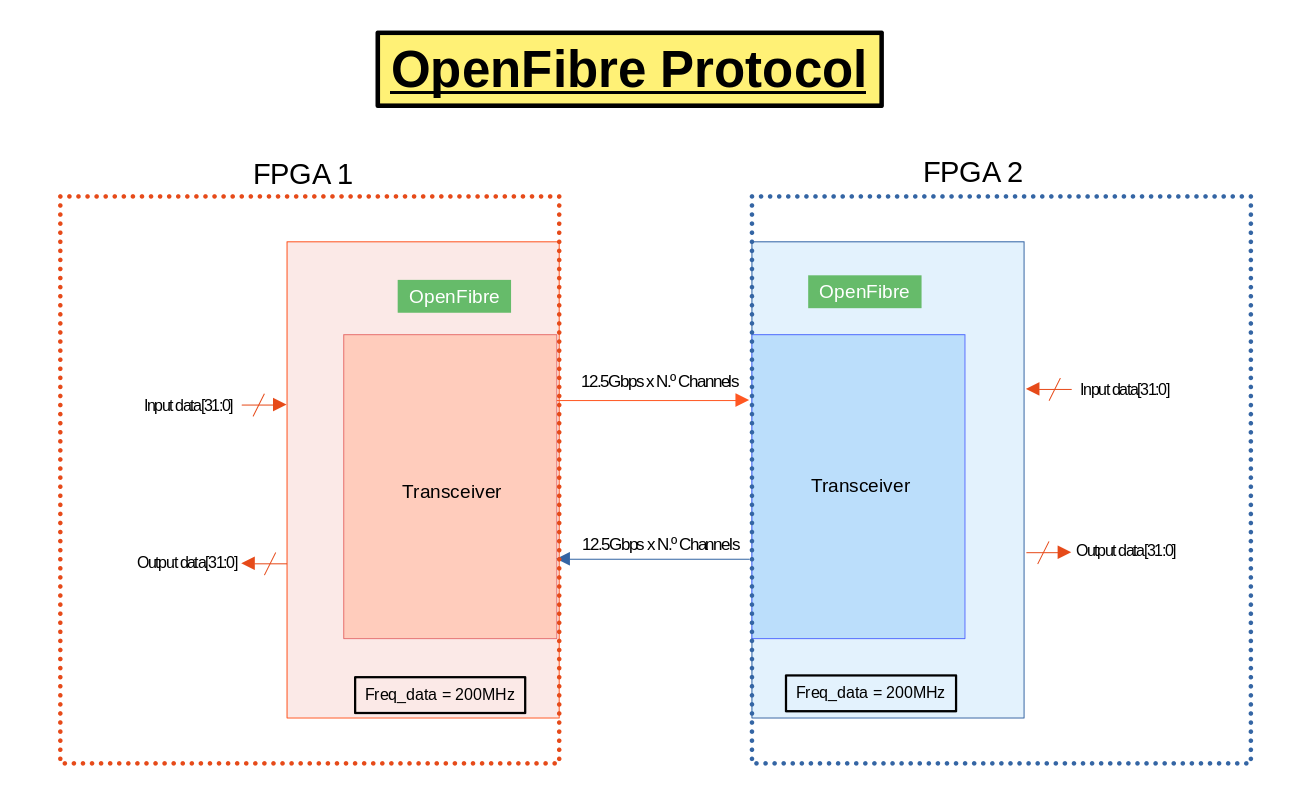 OpenFibre Protocol
FPGA 1
FPGA 2
OpenFibre
OpenFibre
12.5Gbps x N.º Channels
Input data[31:0]
Input data[31:0]
Transceiver
Transceiver
12.5Gbps x N.º Channels
Output data[31:0]
Output data[31:0]
Freq_data = 200MHz
Freq_data = 200MHz